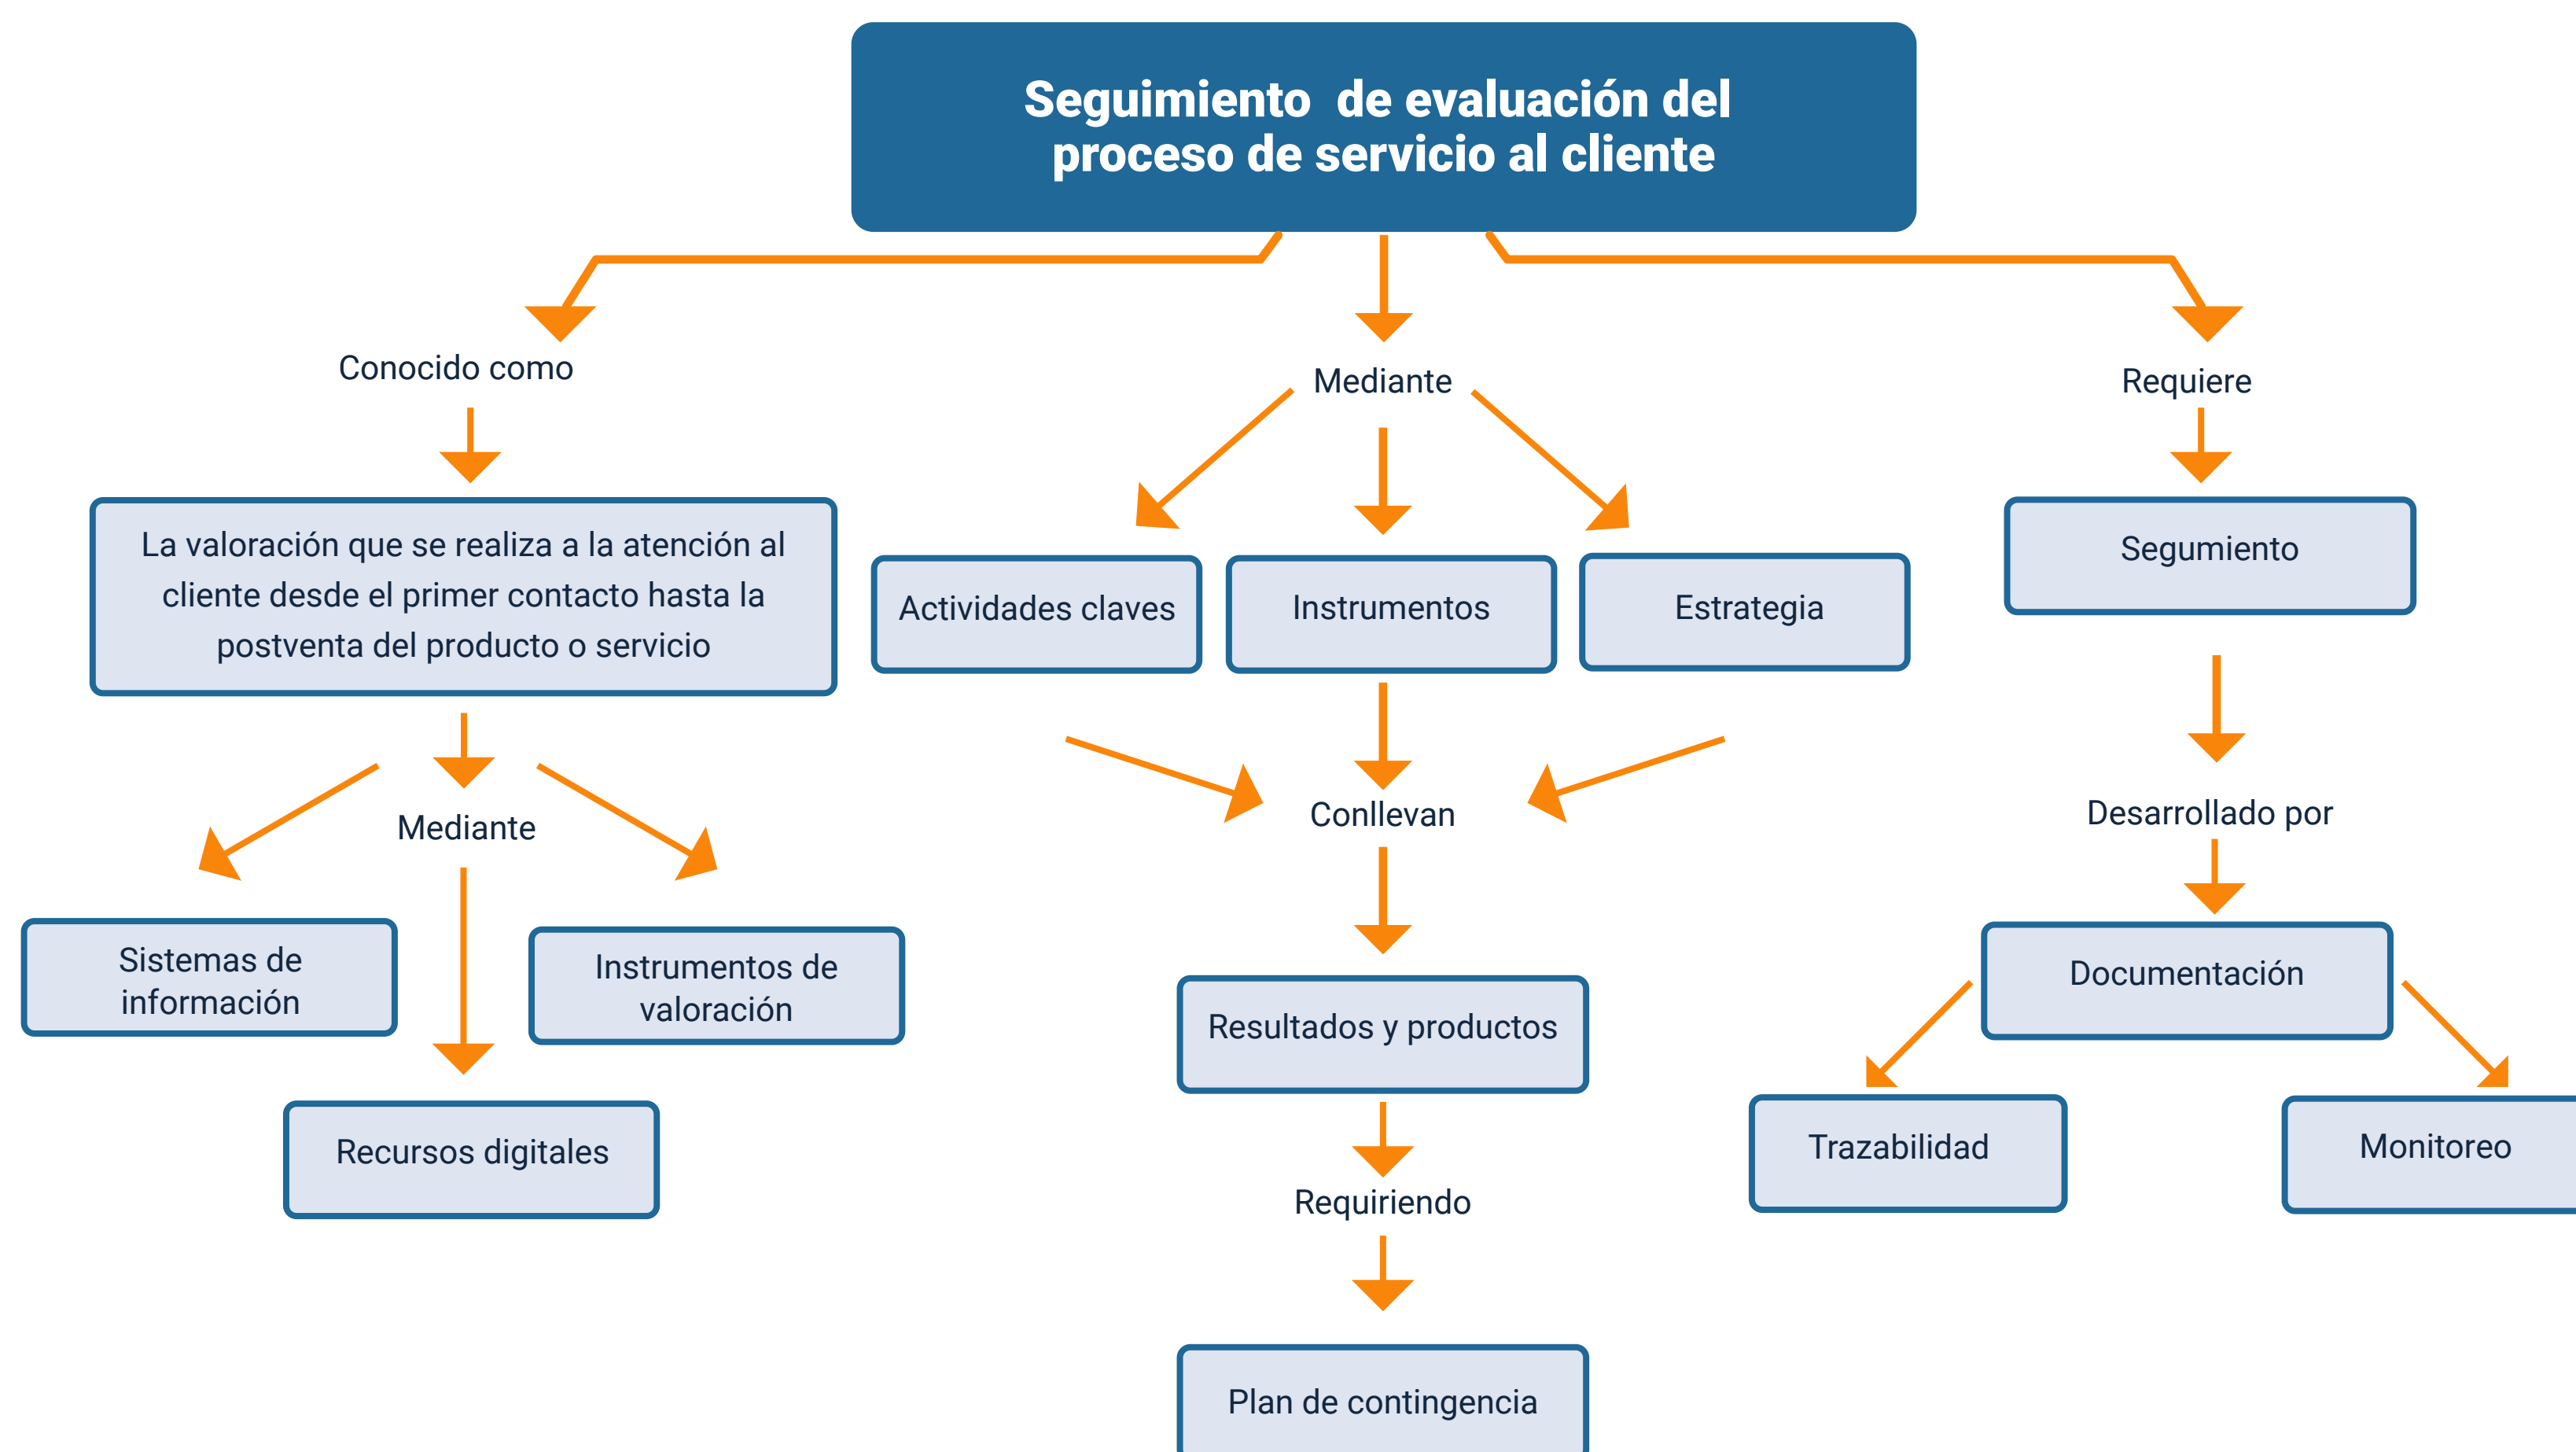 Seguimiento de evaluación del
proceso de servicio al cliente
Conocido como
Mediante
Requiere
La valoración que se realiza a la atención al
cliente desde el primer contacto hasta la
postventa del producto o servicio
Actividades claves
Instrumentos
Estrategia
Segumiento
Mediante
Conllevan
Desarrollado por
Sistemas de
información
Instrumentos de
valoración
Recursos digitales
Resultados y productos
Documentación
Trazabilidad
Monitoreo
Requiriendo
Plan de contingencia